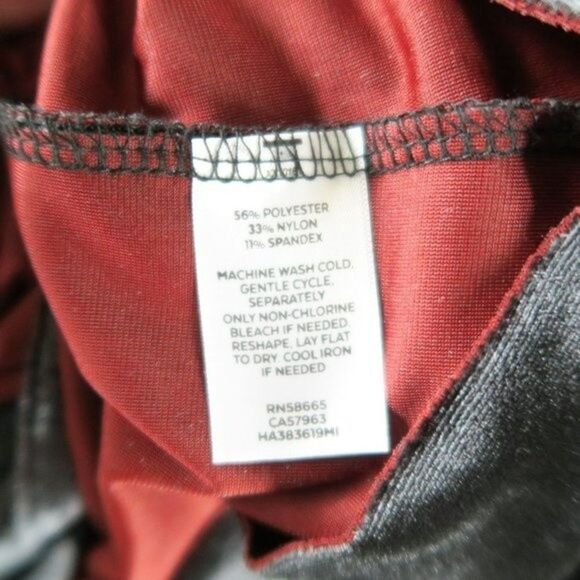 56% POLYESTER
33% NYLON
11% SPANDEX
MACHINE WASH COLD,
GENTLE CYCLE,
SEPARATELY
ONLY NON-CHLORINE
BLEACH IF NEEDED
RESHAPE, LAY FLAT
TO DRY. COOL IRON
IF NEEDED
RN58665
CA57963
HA383619MI